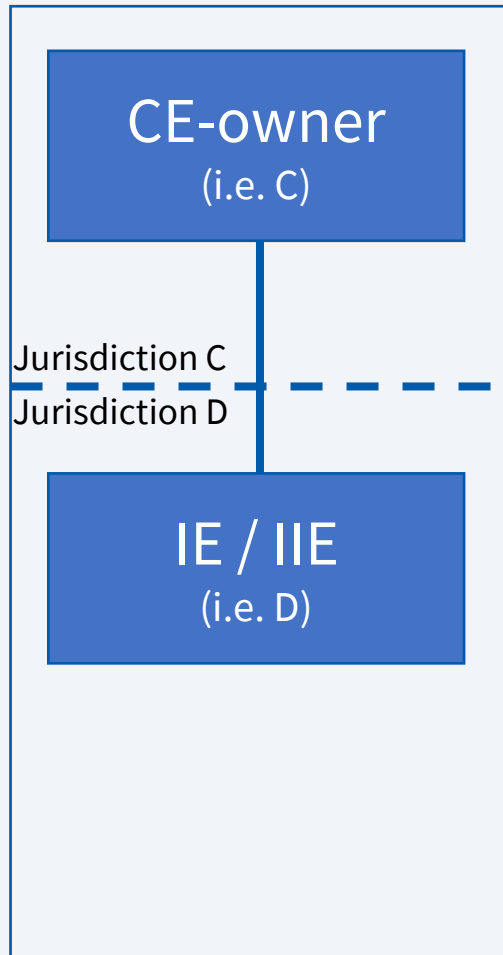 CE-owner
(i.e. C)
Jurisdiction C
Jurisdiction D
IE / IIE
(i.e. D)